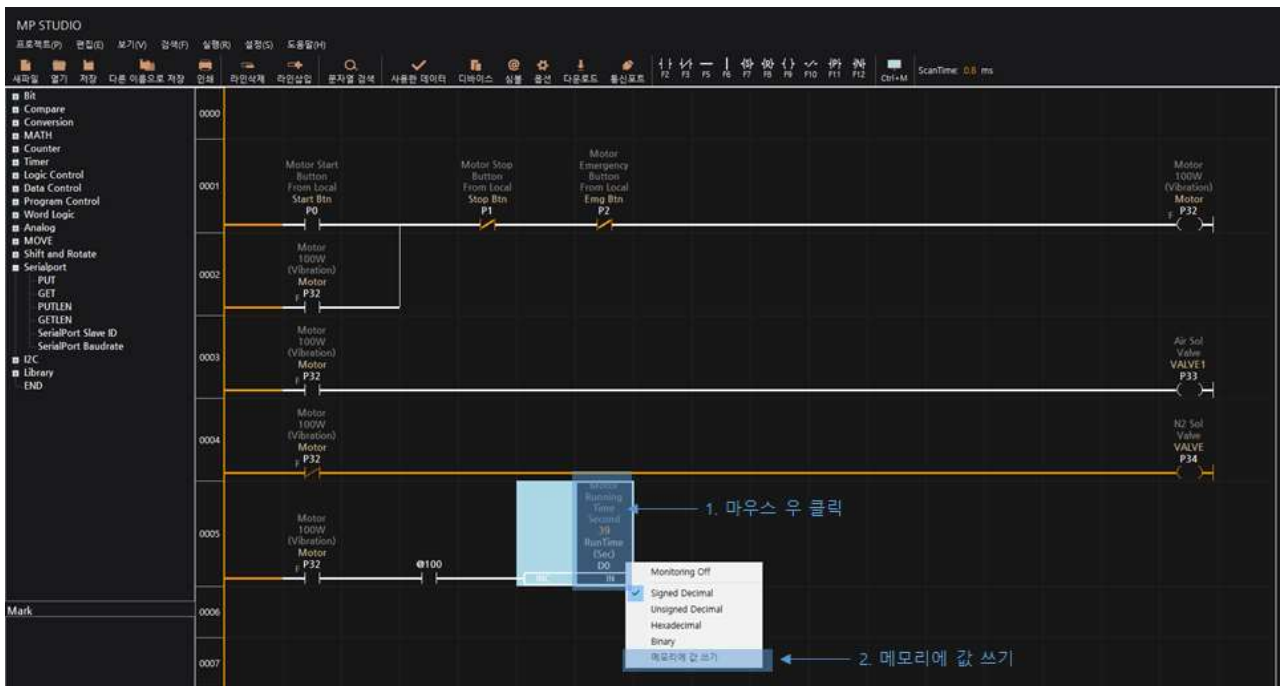 MP STUDIO
프로젝트(P) 편집(E) 보기(V) 검색(F) 실행(R) 설정(S) 도움말(H)
새파일 열기 저장 다른 이름으로 저장 인쇄 라인삭제 라인삽입 문자열 검색 사용한 데이터 디바이스 심볼 옵션 다운로드 통신포트 F2 F3 F5 F6 F7 F8 F9 F10 F11 F12 Ctrl+M ScanTime: 0.6 ms
Bit
Compare
Conversion
MATH
Counter
Timer
Logic Control
Data Control
Program Control
Word Logic
Analog
MOVE
Shift and Rotate
Serialport
PUT
GET
PUTLEN
GETLEN
SerialPort Slave ID
SerialPort Baudrate
I2C
Library
END
Mark
0000
0001
Motor Start
Button
From Local
Start Btn
P0
Motor Stop
Button
From Local
Stop Btn
P1
Motor
Emergency
Button
From Local
Emg Btn
P2
Motor
100W
(Vibration)
Motor
F P32
0002
Motor
100W
(Vibration)
Motor
F P32
0003
Motor
100W
(Vibration)
Motor
F P32
Air Sol
Valve
VALVE1
P33
0004
Motor
100W
(Vibration)
Motor
F P32
N2 Sol
Valve
VALVE
P34
0005
Motor
100W
(Vibration)
Motor
F P32
@100
Motor
Running
Time
Second
39
RunTime
(Sec)
D0
INC IN
1. 마우스 우 클릭
Monitoring Off
Signed Decimal
Unsigned Decimal
Hexadecimal
Binary
메모리에 값 쓰기
2. 메모리에 값 쓰기
0006
0007